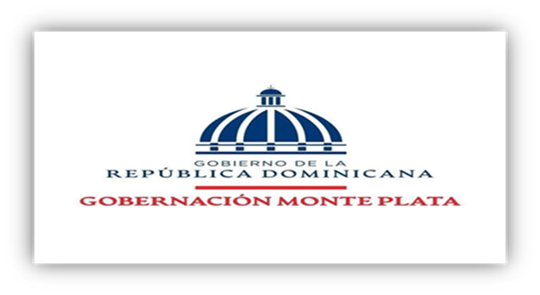 GOBIERNO DE LA
REPÚBLICA DOMINICANA
GOBERNACIÓN MONTE PLATA